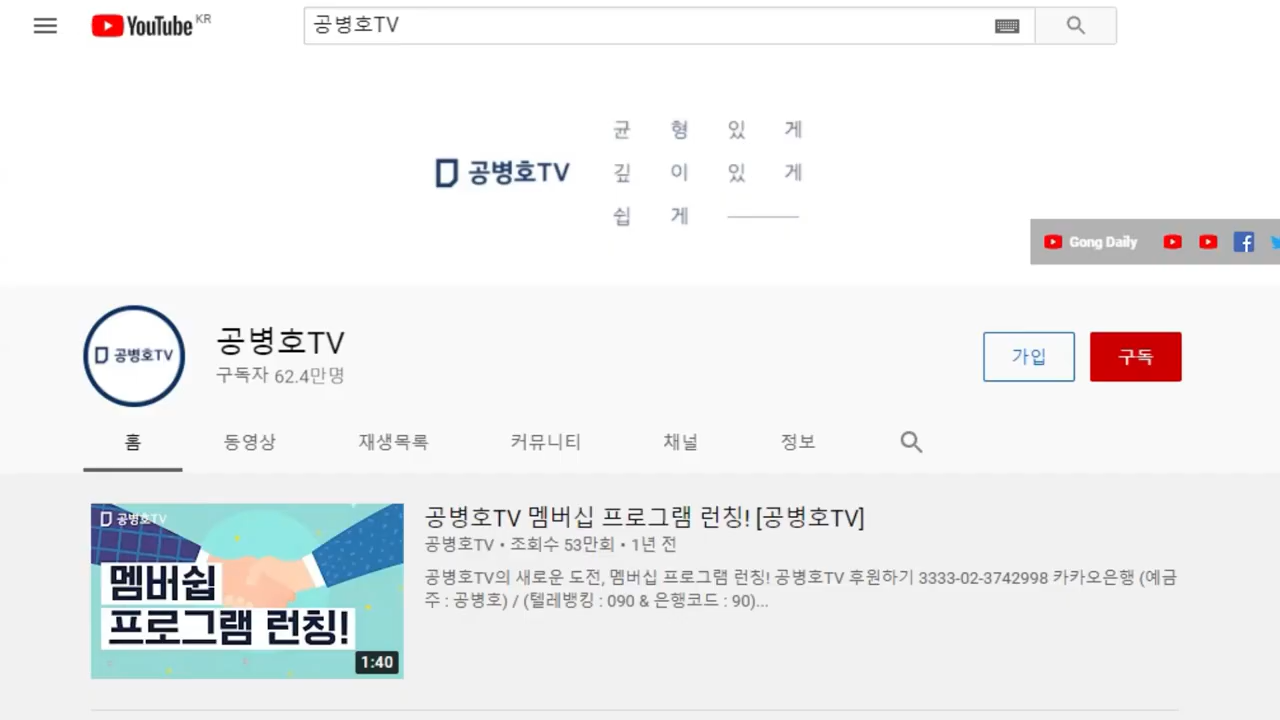 YouTube KR
공병호TV
균 형 있 게
공병호TV
깊 이 있 게
쉽 게
Gong Daily
공병호TV
공병호TV
구독자 62.4만명
가입
구독
홈
동영상
재생목록
커뮤니티
채널
정보
공병호TV
멤버쉽
프로그램 런칭!
1:40
공병호TV 멤버십 프로그램 런칭! [공병호TV]
공병호TV • 조회수 53만회 • 1년 전
공병호TV의 새로운 도전, 멤버십 프로그램 런칭! 공병호TV 후원하기 3333-02-3742998 카카오은행 (예금
주 : 공병호) / (텔레뱅킹 : 090 & 은행코드 : 90)...